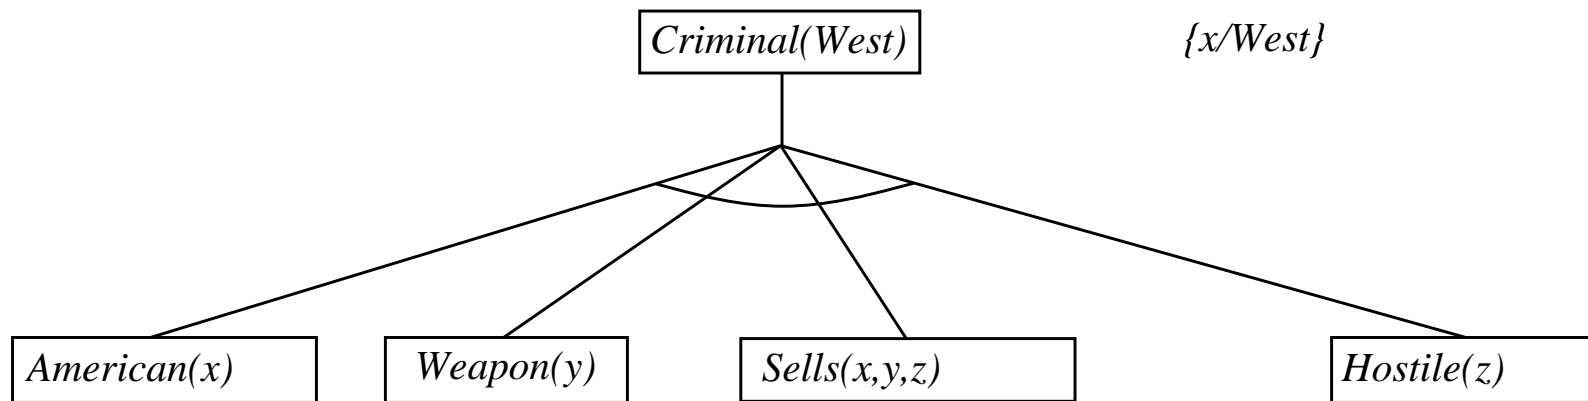 Criminal(West)
{x/West}
American(x)
Weapon(y)
Sells(x,y,z)
Hostile(z)